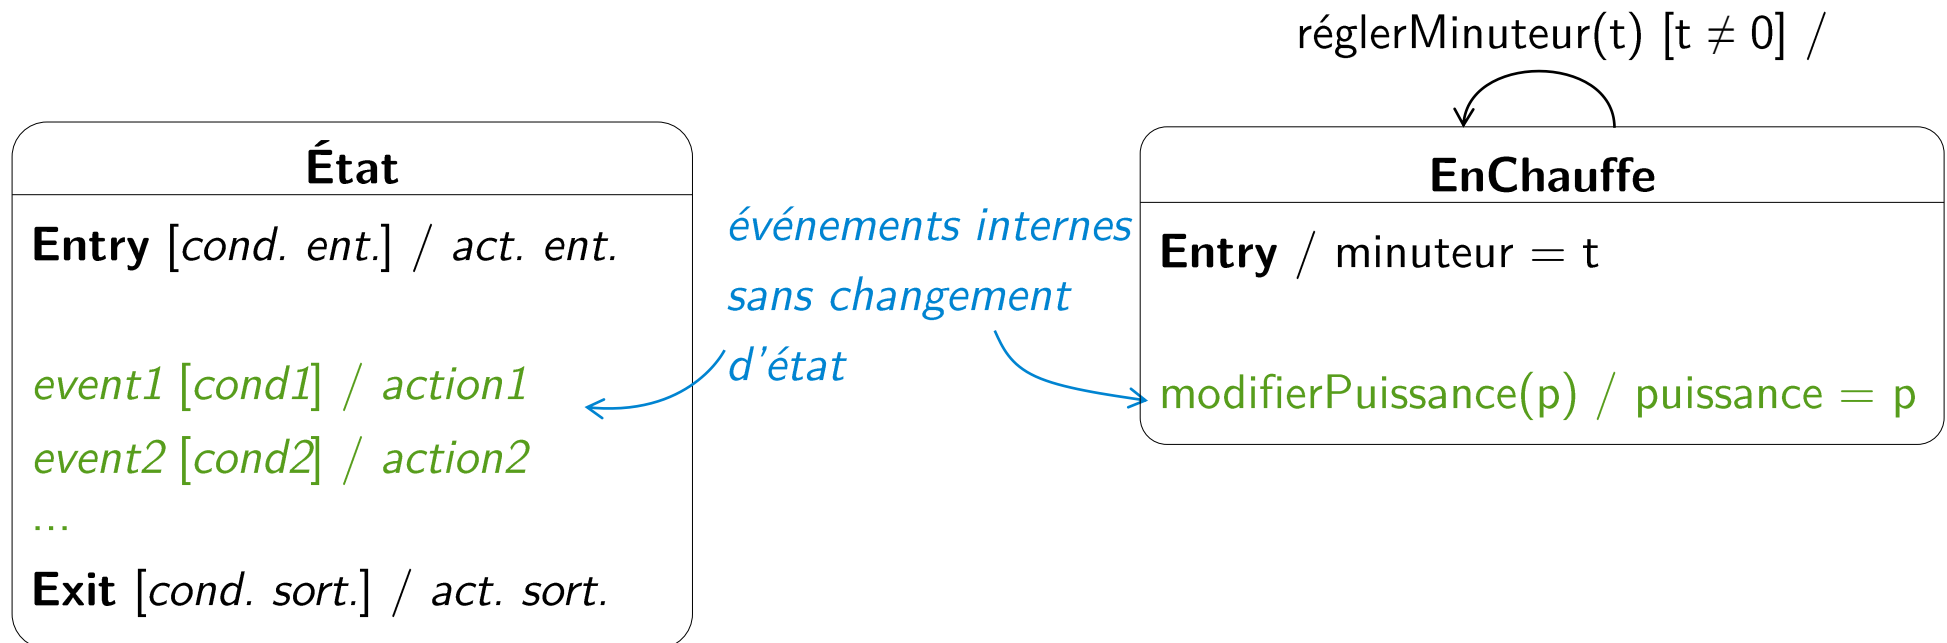 réglerMinuteur(t) [t ≠ 0] /
État
Entry [cond. ent.] / act. ent.
event1 [cond1] / action1
event2 [cond2] / action2
...
Exit [cond. sort.] / act. sort.
événements internes
sans changement
d'état
EnChauffe
Entry / minuteur = t
modifierPuissance(p) / puissance = p